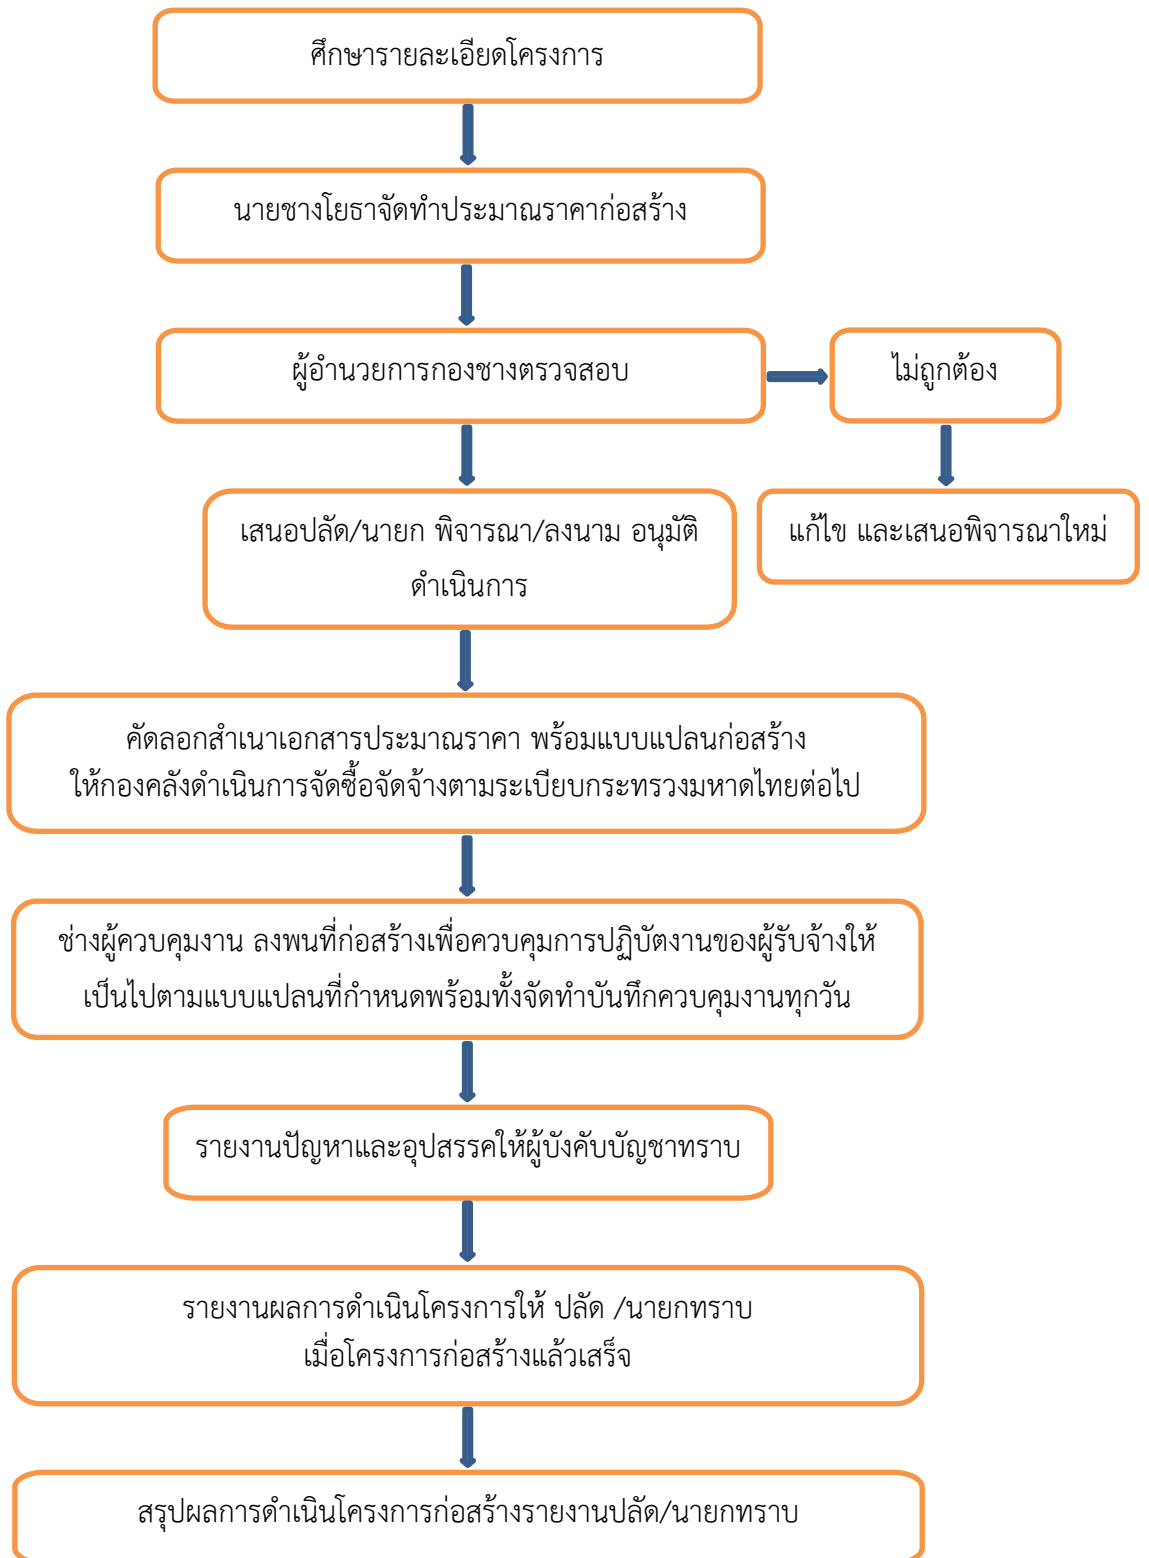 ศึกษารายละเอียดโครงการ
นายชางโยธาจัดทำประมาณราคาก่อสร้าง
ผู้อำนวยการกองชางตรวจสอบ
ไม่ถูกต้อง
เสนอปลัด/นายก พิจารณา/ลงนาม อนุมัติ
ดำเนินการ
แก้ไข และเสนอพิจารณาใหม่
คัดลอกสำเนาเอกสารประมาณราคา พร้อมแบบแปลนก่อสร้าง
ให้กองคลังดำเนินการจัดซื้อจัดจ้างตามระเบียบกระทรวงมหาดไทยต่อไป
ช่างผู้ควบคุมงาน ลงพนที่ก่อสร้างเพื่อควบคุมการปฏิบัตงานของผู้รับจ้างให้
เป็นไปตามแบบแปลนที่กำหนดพร้อมทั้งจัดทำบันทึกควบคุมงานทุกวัน
รายงานปัญหาและอุปสรรคให้ผู้บังคับบัญชาทราบ
รายงานผลการดำเนินโครงการให้ ปลัด /นายกทราบ
เมื่อโครงการก่อสร้างแล้วเสร็จ
สรุปผลการดำเนินโครงการก่อสร้างรายงานปลัด/นายกทราบ